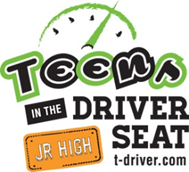 TEENS
IN THE DRIVER
JR HIGH SEAT
t-driver.com